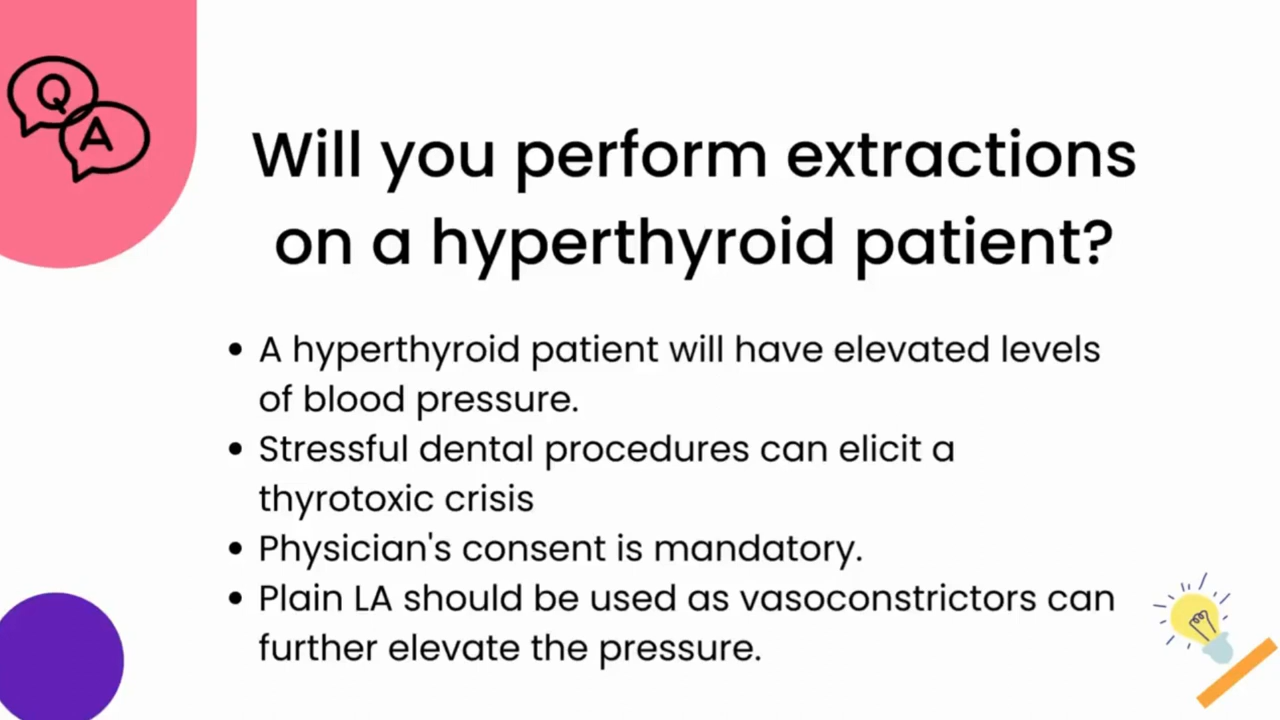 Q
A
Will you perform extractions
on a hyperthyroid patient?
• A hyperthyroid patient will have elevated levels
of blood pressure.
• Stressful dental procedures can elicit a
thyrotoxic crisis
• Physician's consent is mandatory.
• Plain LA should be used as vasoconstrictors can
further elevate the pressure.